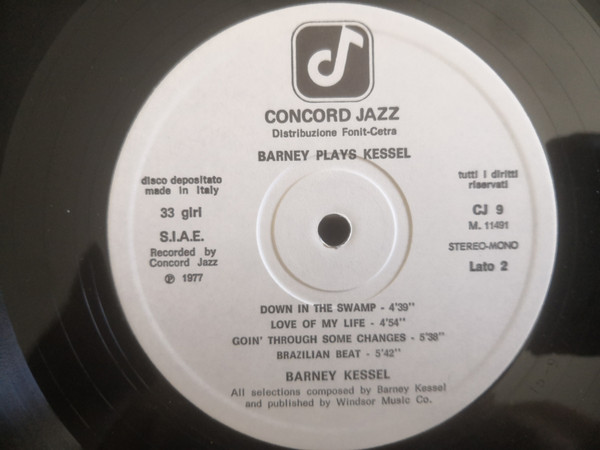 CONCORD JAZZ
Distribuzione Fonit-Cetra
BARNEY PLAYS KESSEL
disco depositato
made in Italy
33 giri
S.I.A.E.
Recorded by
Concord Jazz
℗ 1977
tutti i diritti
riservati
CJ 9
M. 11491
STEREO-MONO
Lato 2
DOWN IN THE SWAMP - 4'39''
LOVE OF MY LIFE - 4'54''
GOIN' THROUGH SOME CHANGES - 5'38''
BRAZILIAN BEAT - 5'42''
BARNEY KESSEL
All selections composed by Barney Kessel
and published by Windsor Music Co.